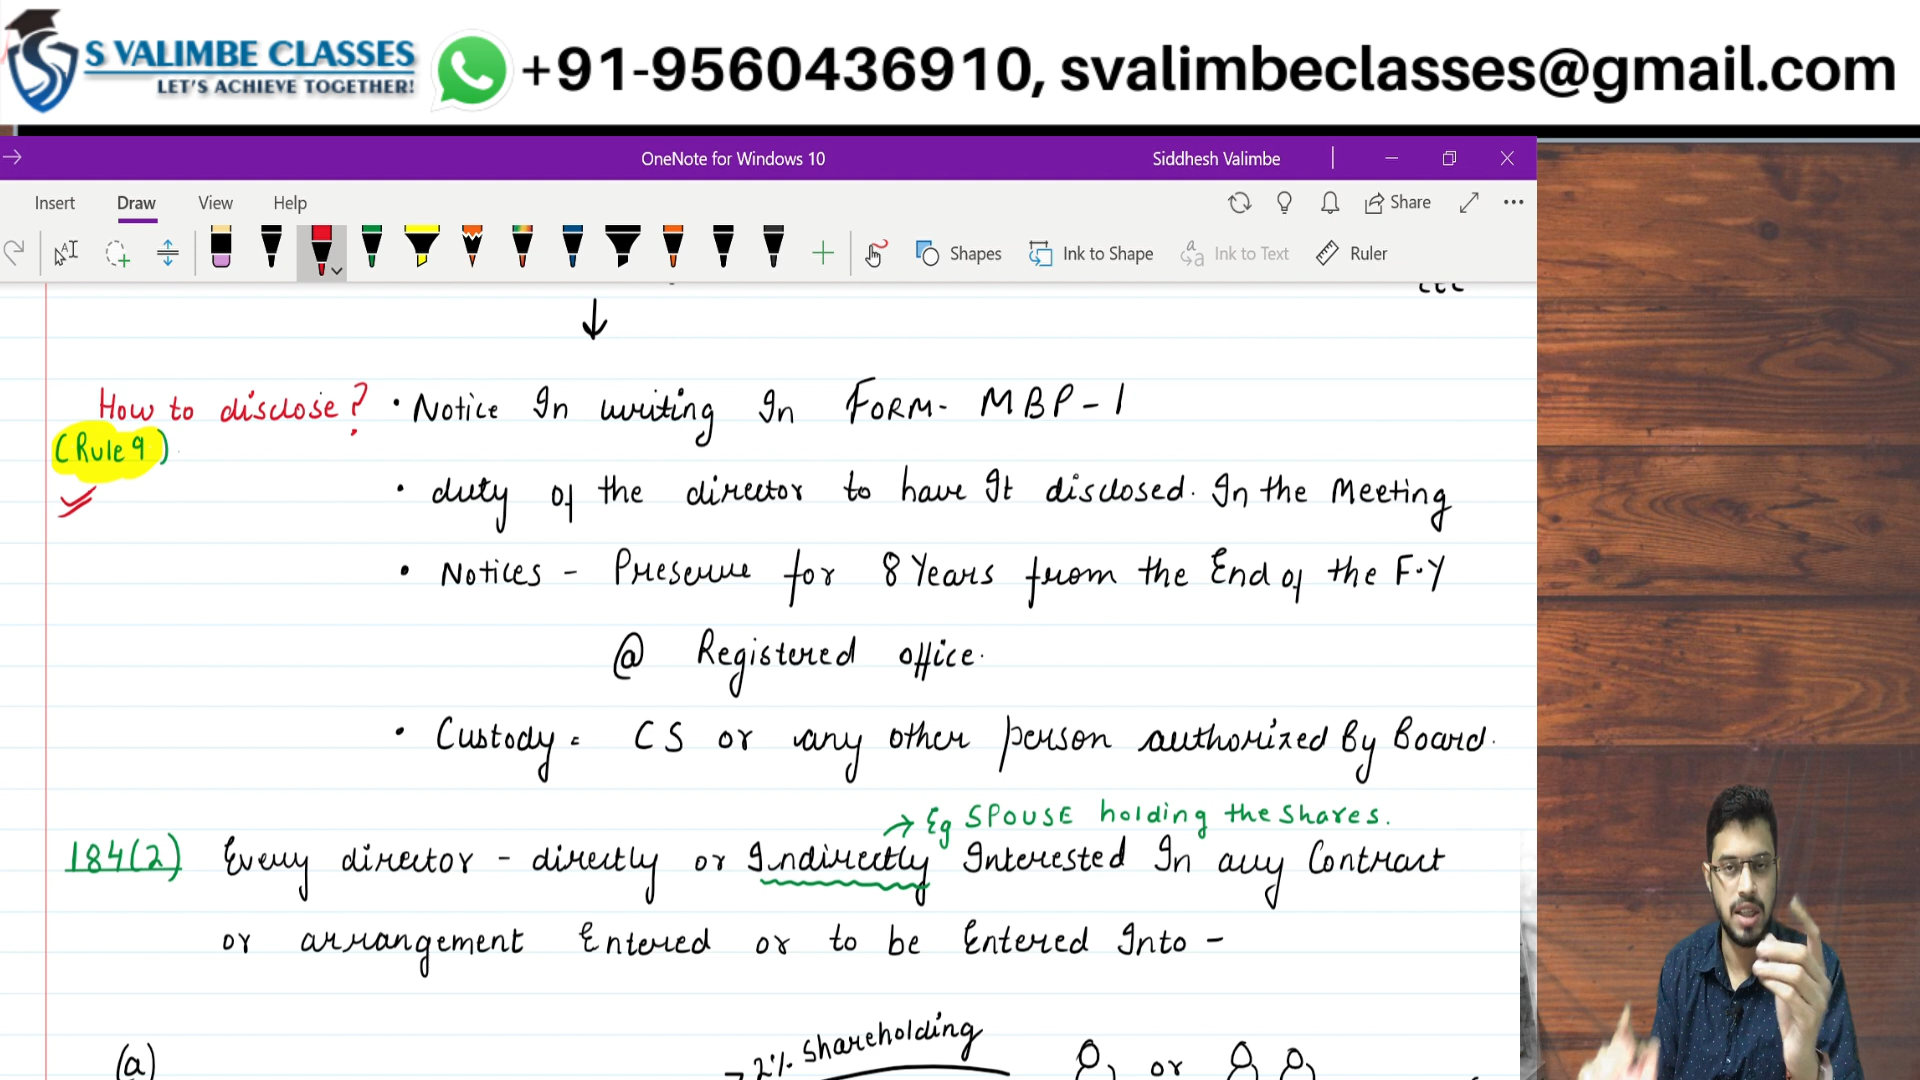 S VALIMBE CLASSES
LET'S ACHIEVE TOGETHER!
+91-9560436910, svalimbeclasses@gmail.com
OneNote for Windows 10
Siddhesh Valimbe
Insert Draw View Help
Share
Shapes Ink to Shape Ink to Text Ruler
How to disclose? • Notice In writing In FORM- MBP-1
(Rule 9)
• duty of the director to have It disclosed. In the Meeting
• Notices - Preserve for 8 Years from the End of the F.Y
@ Registered office.
• Custody = CS or any other person authorized By Board.
→ Eg SPOUSE holding the shares.
184(2) Every director - directly or Indirectly Interested In any Contract
or arrangement Entered or to be Entered Into -
(a) 2% Shareholding or